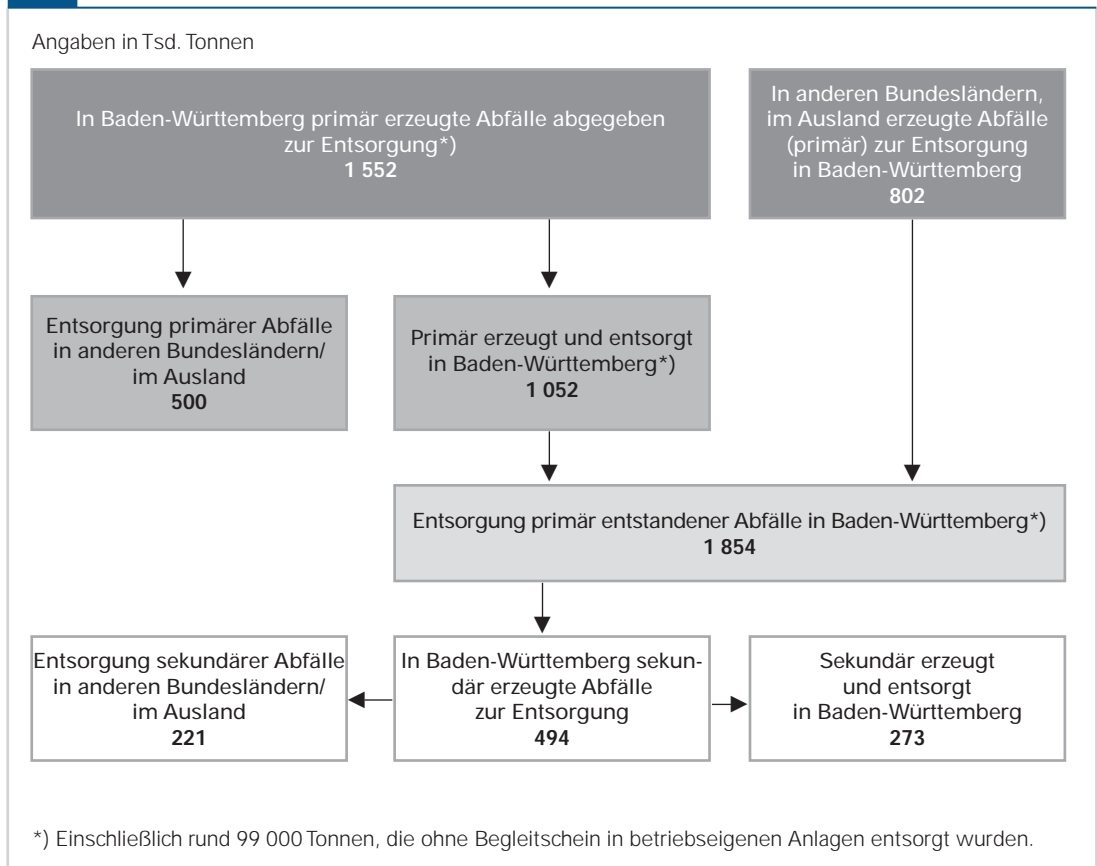 Angaben in Tsd. Tonnen
In Baden-Württemberg primär erzeugte Abfälle abgegeben
zur Entsorgung*)
1 552
In anderen Bundesländern,
im Ausland erzeugte Abfälle
(primär) zur Entsorgung
in Baden-Württemberg
802
Entsorgung primärer Abfälle
in anderen Bundesländern/
im Ausland
500
Primär erzeugt und entsorgt
in Baden-Württemberg*)
1 052
Entsorgung primär entstandener Abfälle in Baden-Württemberg*)
1 854
Entsorgung sekundärer Abfälle
in anderen Bundesländern/
im Ausland
221
In Baden-Württemberg sekun-
där erzeugte Abfälle
zur Entsorgung
494
Sekundär erzeugt
und entsorgt
in Baden-Württemberg
273
*) Einschließlich rund 99 000 Tonnen, die ohne Begleitschein in betriebseigenen Anlagen entsorgt wurden.